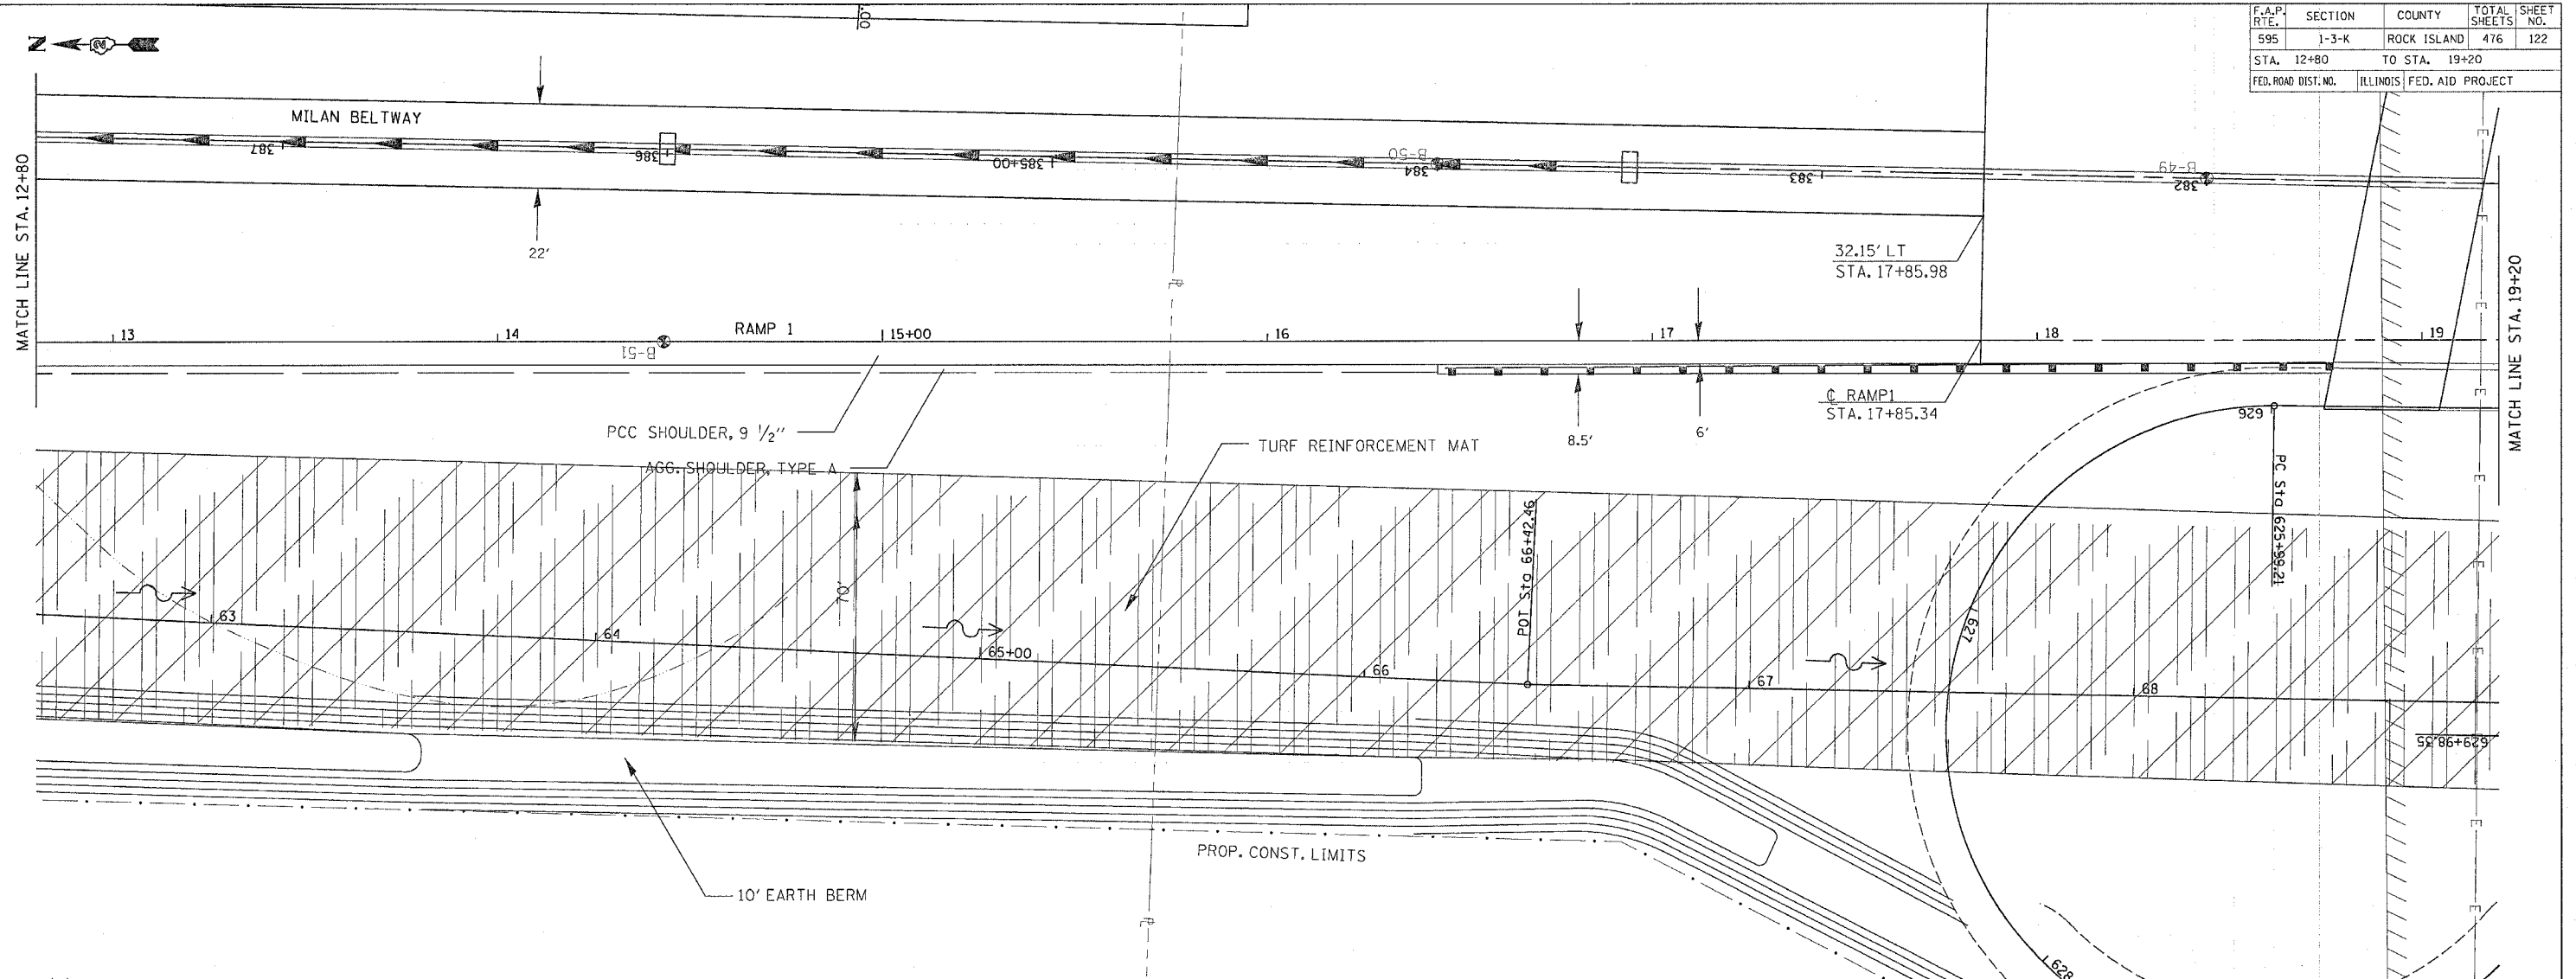 .00
F.A.P. RTE. SECTION COUNTY TOTAL SHEETS SHEET NO.
595 1-3-K ROCK ISLAND 476 122
STA. 12+80 TO STA. 19+20
FED. ROAD DIST. NO. ILLINOIS FED. AID PROJECT
N
MILAN BELTWAY
387
386
385+00
B-50
384
383
B-49
382
MATCH LINE STA. 12+80
22'
32.15' LT
STA. 17+85.98
PL
E
E
E
E
E
E
E
E
MATCH LINE STA. 19+20
13
14
RAMP 1
15+00
16
17
18
19
B-51
PCC SHOULDER, 9 1/2"
AGG. SHOULDER, TYPE A
TURF REINFORCEMENT MAT
8.5'
6'
CL RAMP1
STA. 17+85.34
626
PC Sta 625+99.21
POT Sta 66+42.46
70'
63
64
65+00
66
67
68
627
629+98.35
PROP. CONST. LIMITS
10' EARTH BERM
PL
628